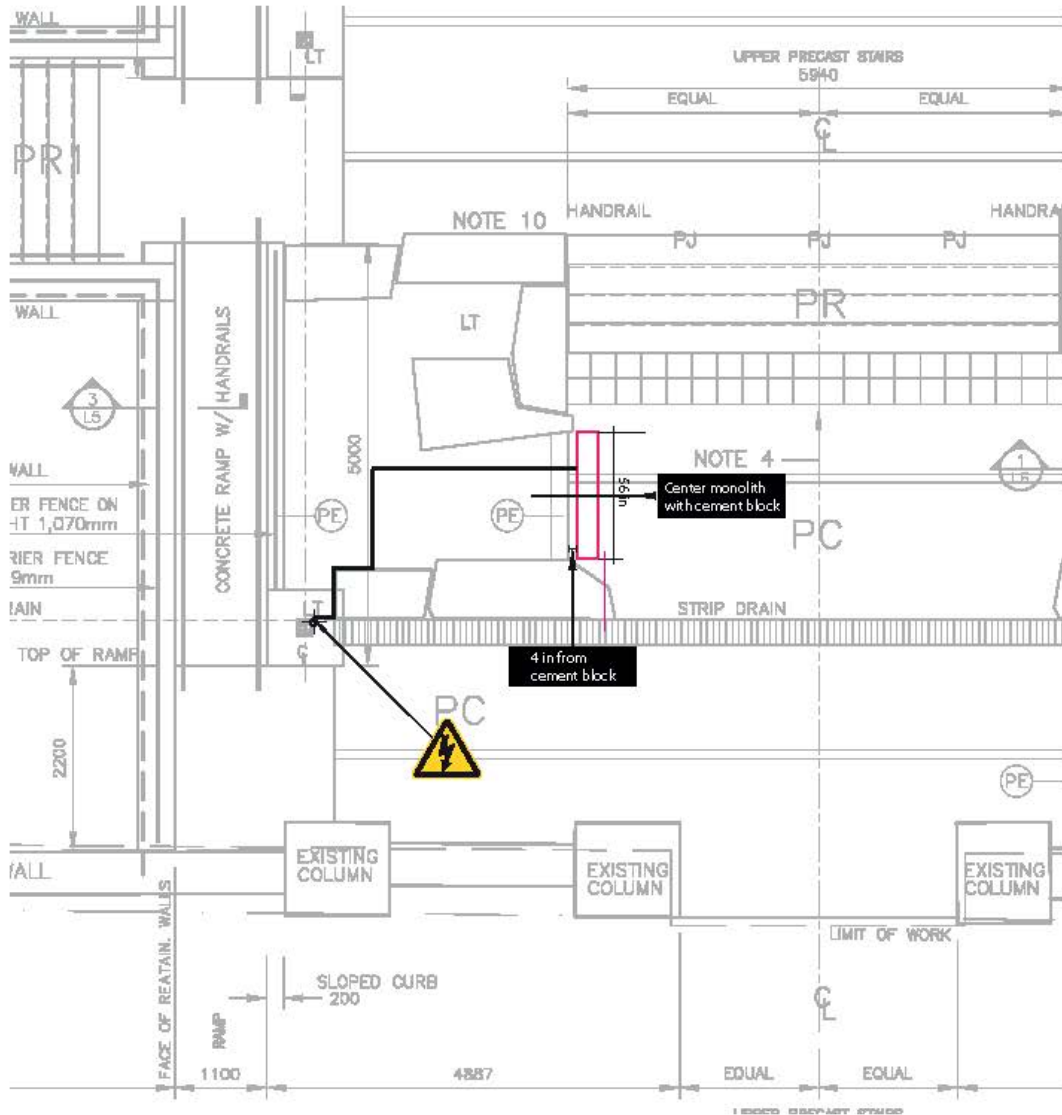 WALL
LT
UPPER PRECAST STAIRS
5940
EQUAL
EQUAL
CL
PR1
NOTE 10
HANDRAIL
HANDRA
PJ
PJ
PJ
WALL
LT
PR
3
L5
CONCRETE RAMP W/ HANDRAILS
5000
NOTE 4
1
L6
WALL
56 in
Center monolith
with cement block
ER FENCE ON
HT 1,070mm
PE
PE
PC
RRIER FENCE
9mm
RAIN
LT
STRIP DRAIN
TOP OF RAMP
4 in from
cement block
PC
2200
PE
EXISTING
COLUMN
EXISTING
COLUMN
EXISTING
COLUMN
WALL
FACE OF REATAIN. WALLS
LIMIT OF WORK
SLOPED CURB
200
CL
RAMP
1100
4887
EQUAL
EQUAL
UPPER PRECAST STAIRS